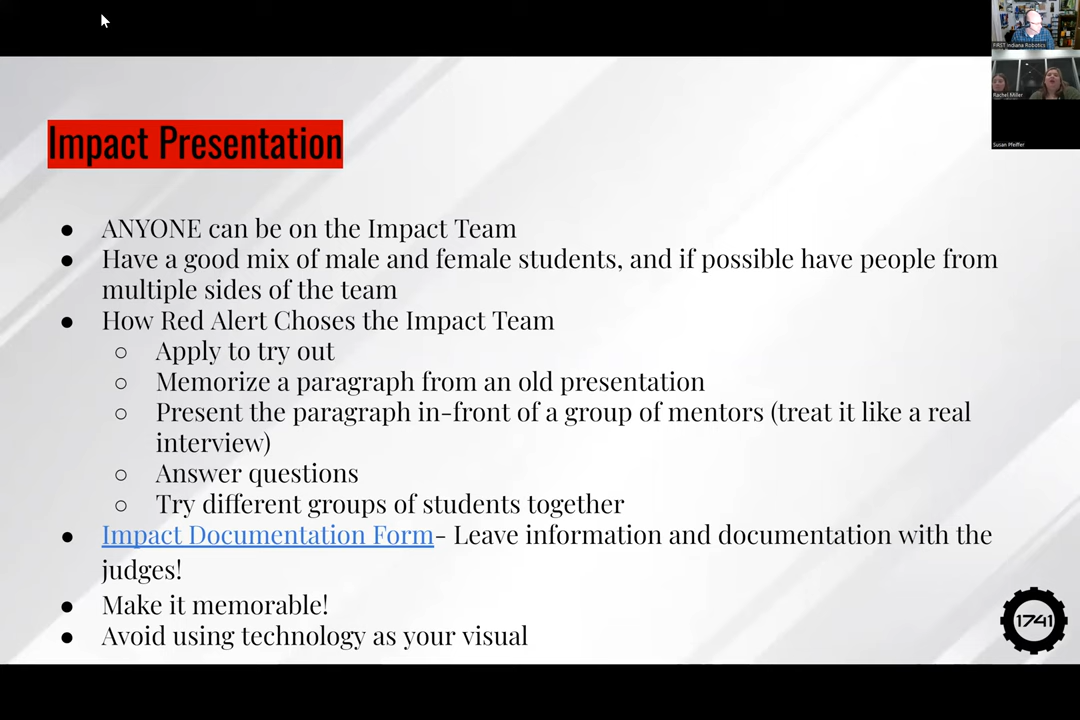 FIRST Indiana Robotics
Rachel Miller
Susan Pfeiffer
Impact Presentation
● ANYONE can be on the Impact Team
● Have a good mix of male and female students, and if possible have people from
multiple sides of the team
● How Red Alert Choses the Impact Team
○ Apply to try out
○ Memorize a paragraph from an old presentation
○ Present the paragraph in-front of a group of mentors (treat it like a real
interview)
○ Answer questions
○ Try different groups of students together
● Impact Documentation Form- Leave information and documentation with the
judges!
● Make it memorable!
● Avoid using technology as your visual
1741